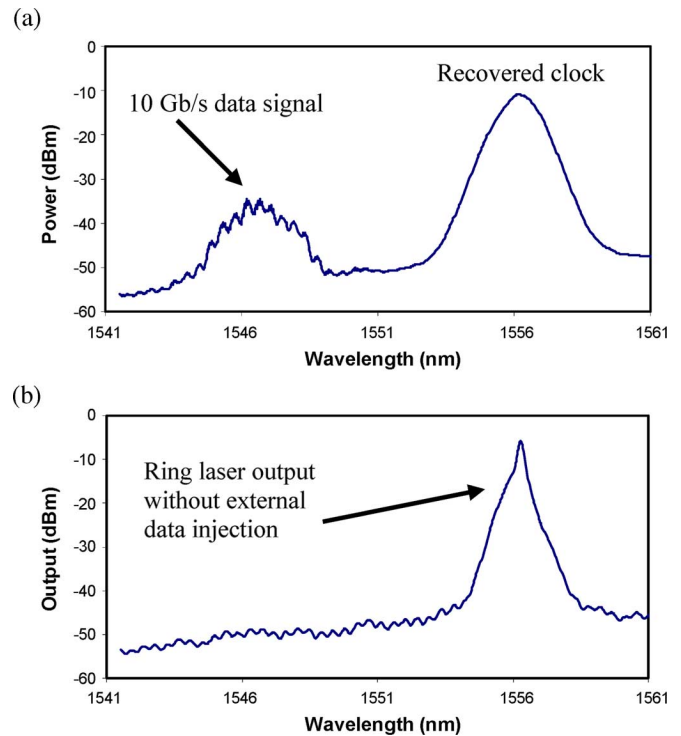 (a)
0
-10
-20
-30
-40
-50
-60
Power (dBm)
10 Gb/s data signal
Recovered clock
1541 1546 1551 1556 1561
Wavelength (nm)
(b)
0
-10
-20
-30
-40
-50
-60
Output (dBm)
Ring laser output
without external
data injection
1541 1546 1551 1556 1561
Wavelength (nm)